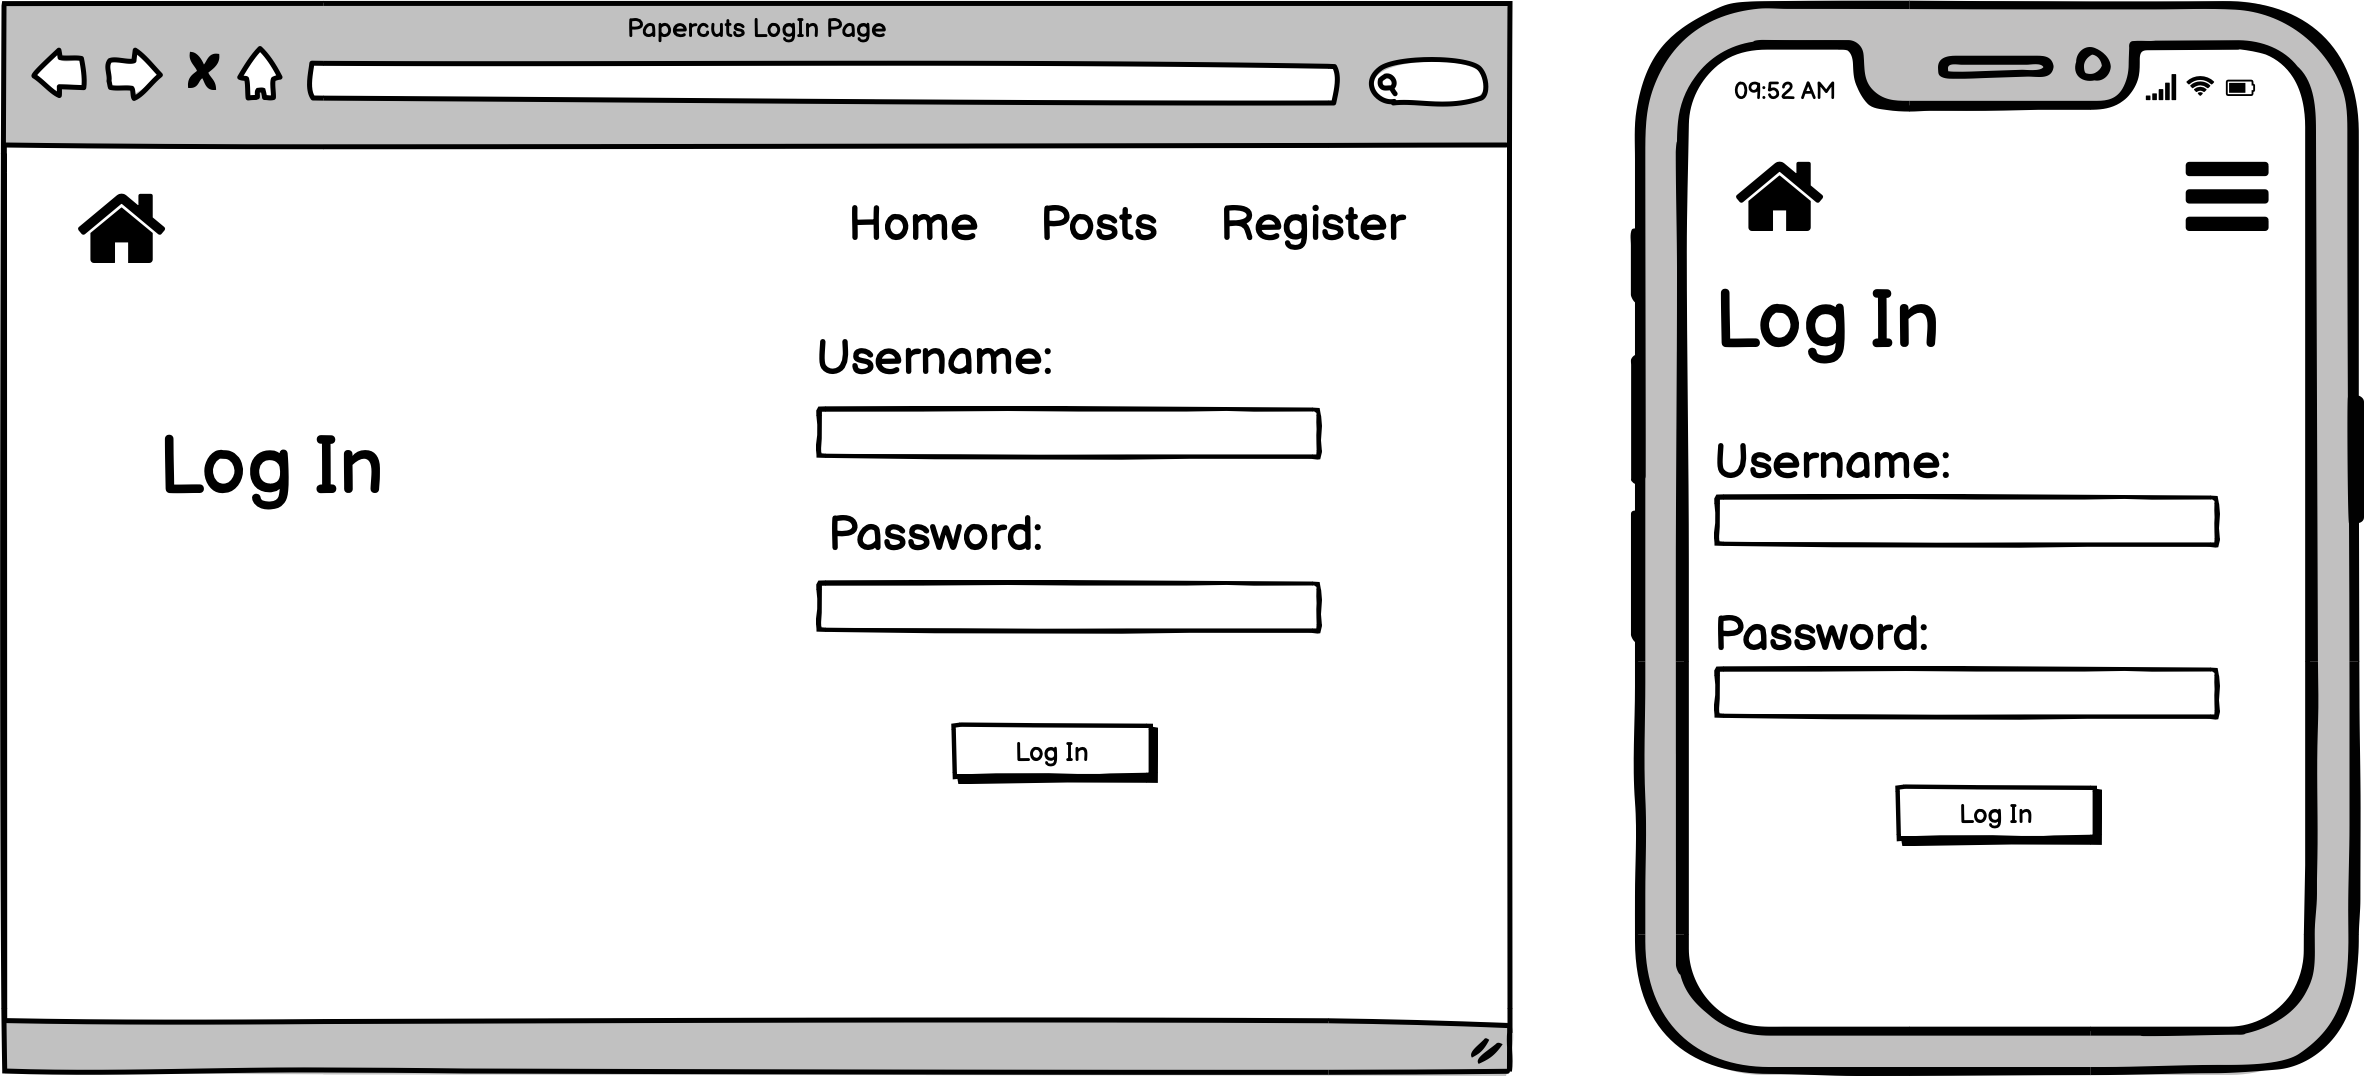 Papercuts LogIn Page
Home Posts Register
Log In
Username:
Password:
Log In
09:52 AM
Log In
Username:
Password:
Log In